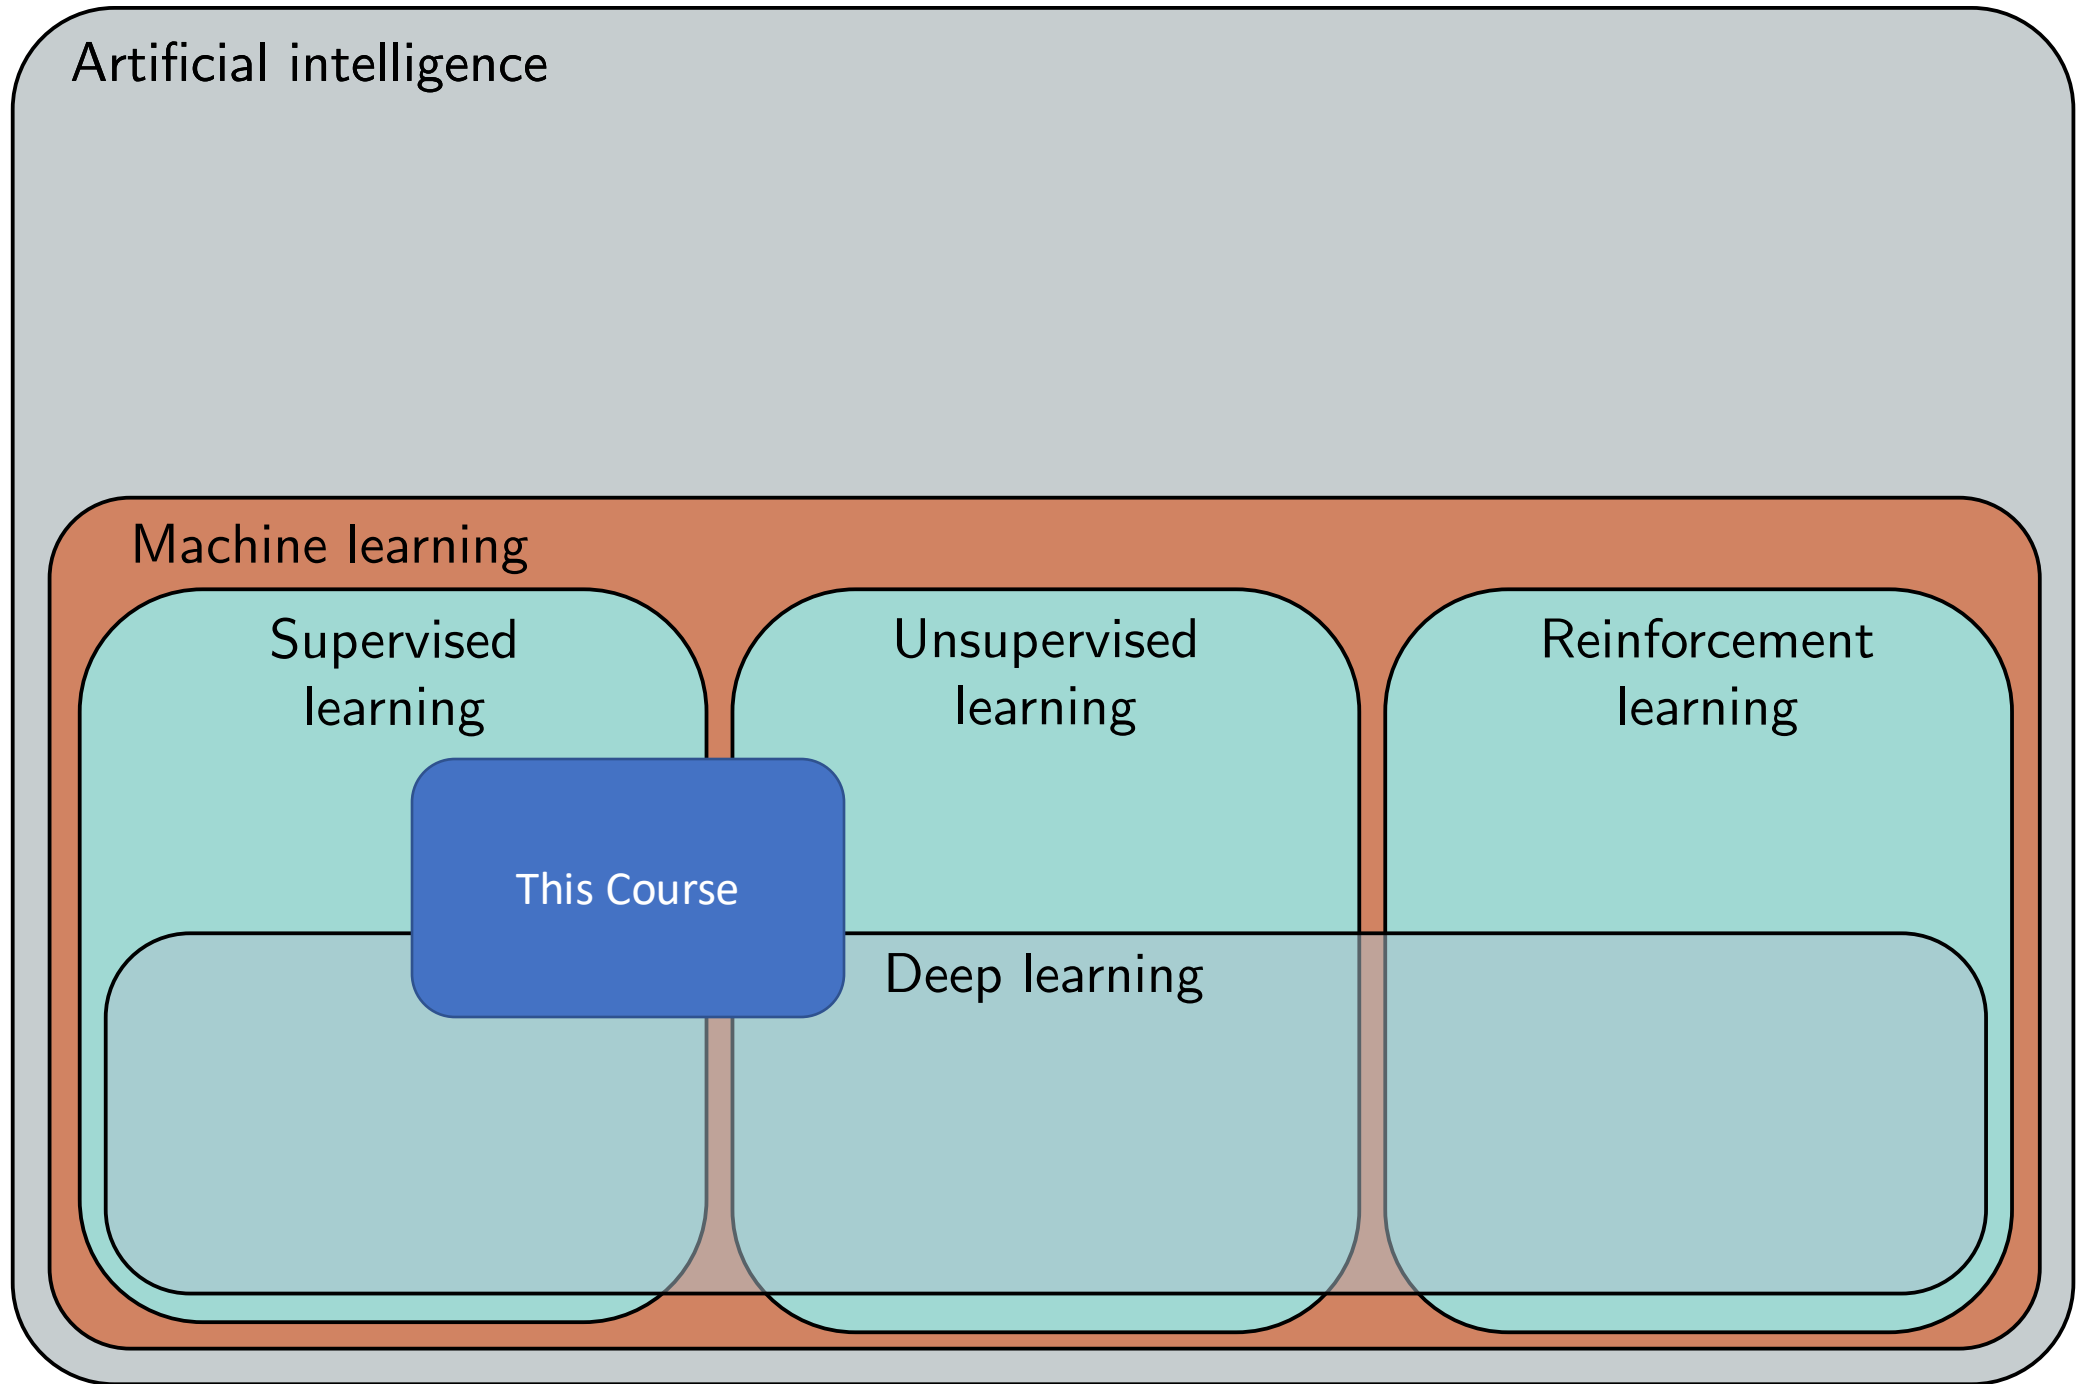 Artificial intelligence
Machine learning
Supervised
learning
Unsupervised
learning
Reinforcement
learning
This Course
Deep learning